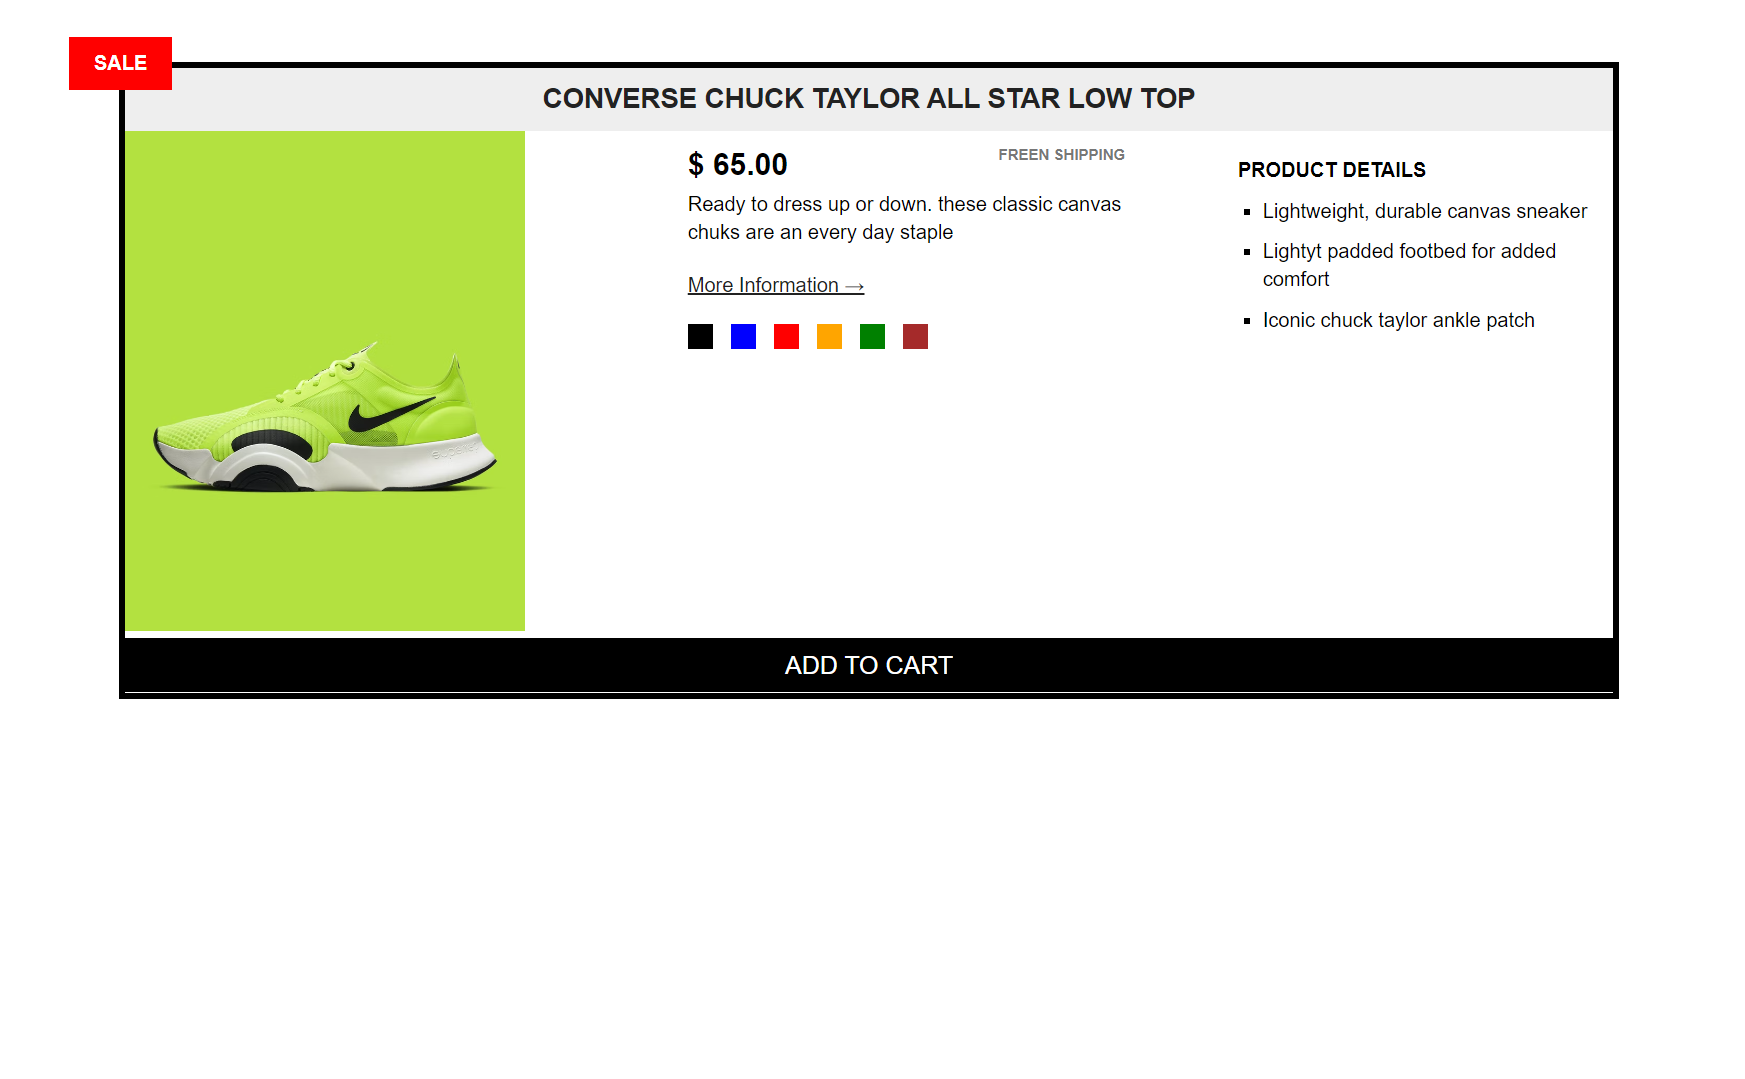 SALE
CONVERSE CHUCK TAYLOR ALL STAR LOW TOP
$ 65.00
FREEN SHIPPING
Ready to dress up or down. these classic canvas
chuks are an every day staple
More Information →
PRODUCT DETAILS
Lightweight, durable canvas sneaker
Lightyt padded footbed for added
comfort
Iconic chuck taylor ankle patch
ADD TO CART